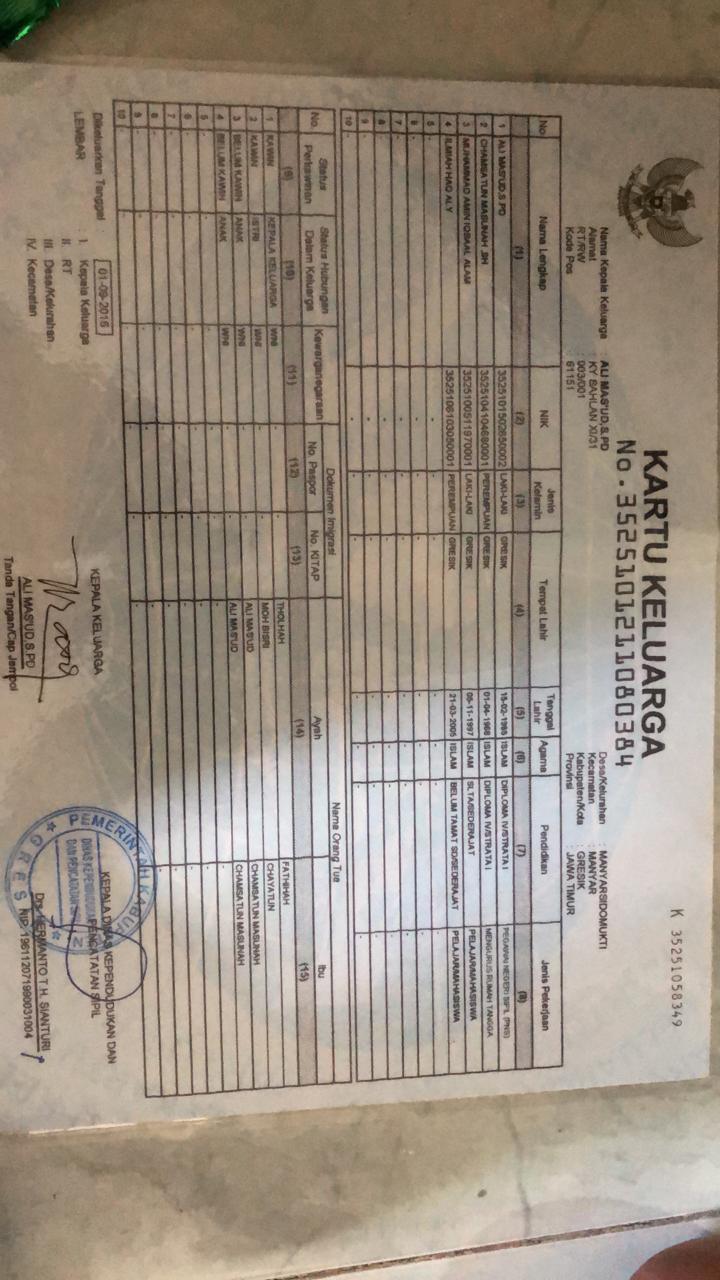 K 35251058349
KARTU KELUARGA
No.3525101211080384
Nama Kepala Keluarga : ALI MAS'UD,S.PD
Alamat : KY BAHLAN XI/31
RT/RW : 003/001
Kode Pos : 61151
Desa/Kelurahan : MANYARSIDOMUKTI
Kecamatan : MANYAR
Kabupaten/Kota : GRESIK
Provinsi : JAWA TIMUR
No Nama Lengkap NIK Jenis Kelamin Tempat Lahir Tanggal Lahir Agama Pendidikan Jenis Pekerjaan
(1) (2) (3) (4) (5) (6) (7) (8)
1 ALI MAS'UD,S.PD 3525101502650002 LAKI-LAKI GRESIK ISLAM DIPLOMA IV/STRATA I PEGAWAI NEGERI SIPIL (PNS)
2 CHAMSATUN MASUNAH ,SH 3525104104680001 PEREMPUAN GRESIK 01-04-1968 ISLAM DIPLOMA IV/STRATA I MENGURUS RUMAH TANGGA
3 MUHAMMAD AMIN IQBAAL ALAM 3525100511970001 LAKI-LAKI GRESIK 05-11-1997 ISLAM SLTA/SEDERAJAT PELAJAR/MAHASISWA
4 ILMIAH HAQ ALY 3525106103050001 PEREMPUAN GRESIK 21-03-2005 ISLAM BELUM TAMAT SD/SEDERAJAT PELAJAR/MAHASISWA
5 - - - - - - - -
6 - - - - - - - -
7 - - - - - - - -
8 - - - - - - - -
9 - - - - - - - -
10 - - - - - - - -
No. Status Perkawinan Status Hubungan Dalam Keluarga Kewarganegaraan Dokumen Imigrasi Nama Orang Tua
No. Paspor No. KITAP Ayah Ibu
(9) (10) (11) (12) (13) (14) (15)
1 KAWIN KEPALA KELUARGA WNI - - THOLHAH FATHIHAH
2 KAWIN ISTRI WNI - - MOH BISRI CHAYATUN
3 BELUM KAWIN ANAK WNI - - ALI MAS'UD CHAMSATUN MASUNAH
4 BELUM KAWIN ANAK WNI - - ALI MAS'UD CHAMSATUN MASUNAH
5 - - - - - - -
6 - - - - - - -
7 - - - - - - -
8 - - - - - - -
9 - - - - - - -
10 - - - - - - -
Dikeluarkan Tanggal : 01-09-2016
LEMBAR : I. Kepala Keluarga
II. RT
III. Desa/Kelurahan
IV. Kecamatan
KEPALA KELUARGA
ALI MAS'UD,S.PD
Tanda Tangan/Cap Jempol
KEPALA DINAS KEPENDUDUKAN DAN
PENCATATAN SIPIL
PEMERINTAH KABUPATEN
DINAS KEPENDUDUKAN
DAN PENCATATAN SIPIL
GRESIK
Drs. HERMANTO T.H. SIANTURI
NIP. 196112071990031004